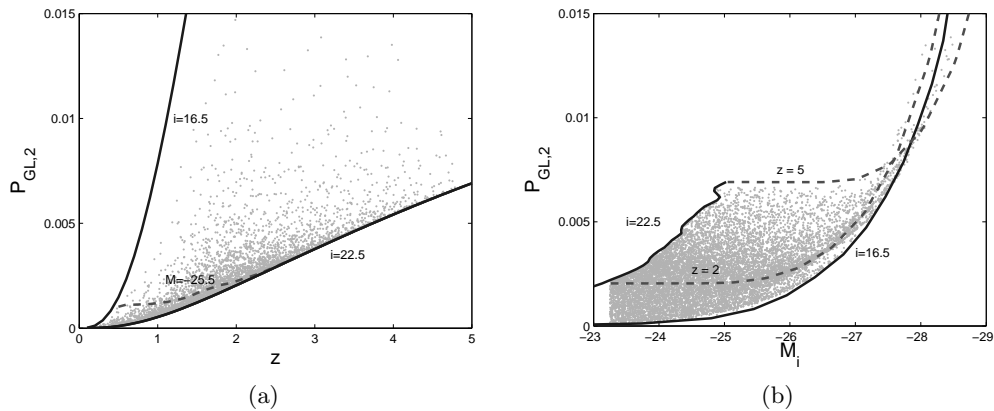 0.015
0.01
0.005
0
P_GL,2
i=16.5
M=−25.5
i=22.5
0 1 2 3 4 5
z
(a)
0.015
0.01
0.005
0
P_GL,2
z = 5
i=22.5
z = 2
i=16.5
−23 −24 −25 −26 −27 −28 −29
M_i
(b)